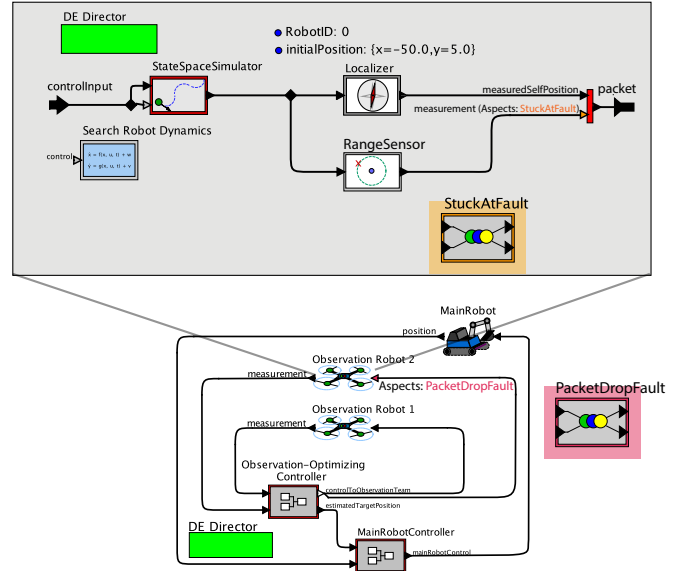 DE Director
RobotID: 0
initialPosition: {x=-50.0,y=5.0}
StateSpaceSimulator
Localizer
controlInput
measuredSelfPosition
packet
measurement (Aspects: StuckAtFault)
Search Robot Dynamics
RangeSensor
control
ẋ = f(x, u, t) + w
y = g(x, u, t) + v
X
StuckAtFault
MainRobot
position
Observation Robot 2
measurement
Aspects: PacketDropFault
PacketDropFault
Observation Robot 1
measurement
Observation-Optimizing
Controller
controlToObservationTeam
estimatedTargetPosition
DE Director
MainRobotController
mainRobotControl